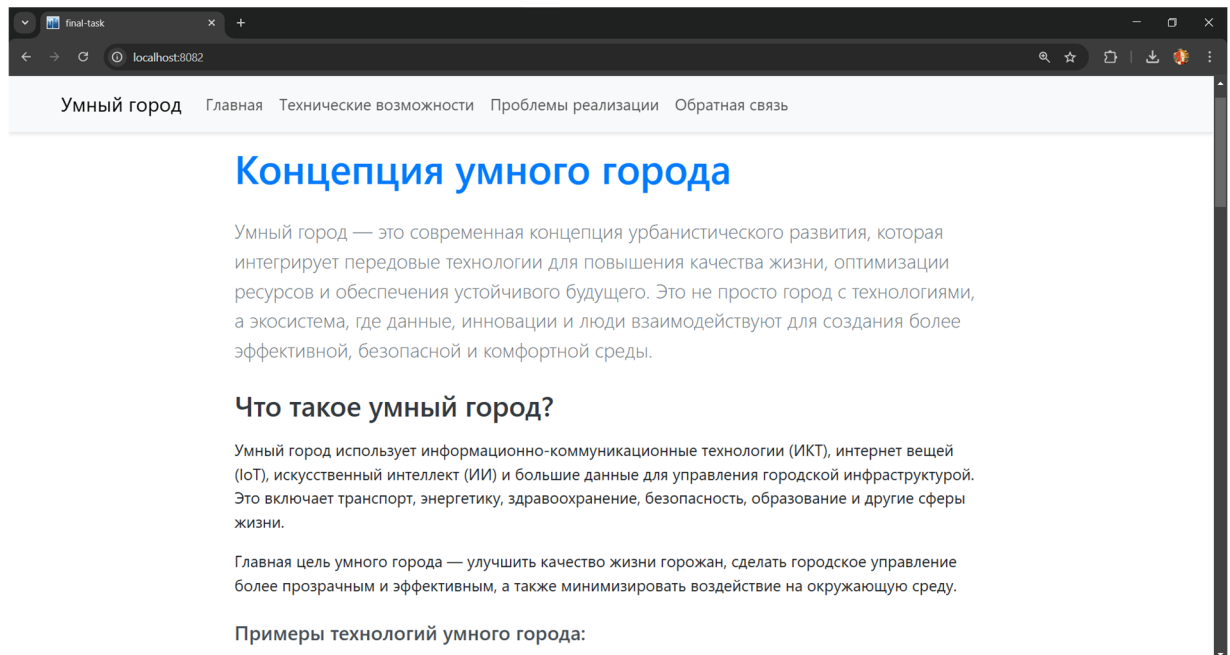 final-task
localhost:8082
Умный город Главная Технические возможности Проблемы реализации Обратная связь
Концепция умного города
Умный город — это современная концепция урбанистического развития, которая
интегрирует передовые технологии для повышения качества жизни, оптимизации
ресурсов и обеспечения устойчивого будущего. Это не просто город с технологиями,
а экосистема, где данные, инновации и люди взаимодействуют для создания более
эффективной, безопасной и комфортной среды.
Что такое умный город?
Умный город использует информационно-коммуникационные технологии (ИКТ), интернет вещей
(IoT), искусственный интеллект (ИИ) и большие данные для управления городской инфраструктурой.
Это включает транспорт, энергетику, здравоохранение, безопасность, образование и другие сферы
жизни.
Главная цель умного города — улучшить качество жизни горожан, сделать городское управление
более прозрачным и эффективным, а также минимизировать воздействие на окружающую среду.
Примеры технологий умного города: